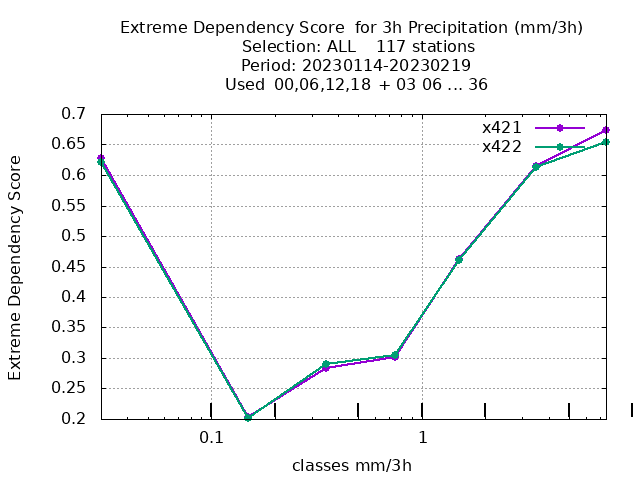 Extreme Dependency Score  for 3h Precipitation (mm/3h)
Selection: ALL    117 stations
Period: 20230114-20230219
Used  00,06,12,18 + 03 06 ... 36
x421
x422
0.7
0.65
0.6
0.55
0.5
0.45
0.4
0.35
0.3
0.25
0.2
Extreme Dependency Score
0.1
1
classes mm/3h